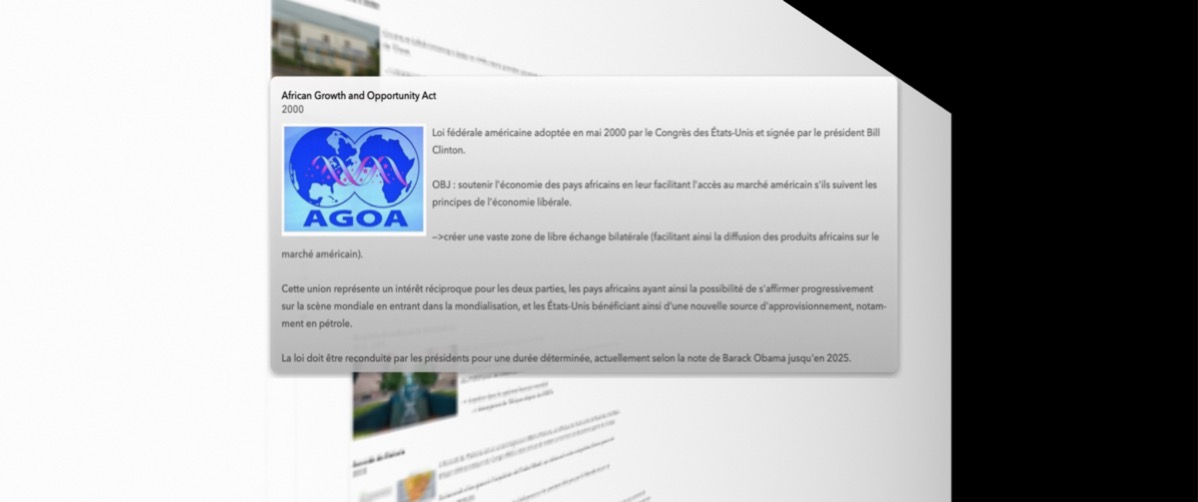 African Growth and Opportunity Act
2000
AGOA
Loi fédérale américaine adoptée en mai 2000 par le Congrès des États-Unis et signée par le président Bill
Clinton.
OBJ : soutenir l'économie des pays africains en leur facilitant l'accès au marché américain s'ils suivent les
principes de l'économie libérale.
-->créer une vaste zone de libre échange bilatérale (facilitant ainsi la diffusion des produits africains sur le
marché américain).
Cette union représente un intérêt réciproque pour les deux parties, les pays africains ayant ainsi la possibilité de s'affirmer progressivement
sur la scène mondiale en entrant dans la mondialisation, et les États-Unis bénéficiant ainsi d'une nouvelle source d'approvisionnement, notam-
ment en pétrole.
La loi doit être reconduite par les présidents pour une durée déterminée, actuellement selon la note de Barack Obama jusqu'en 2025.